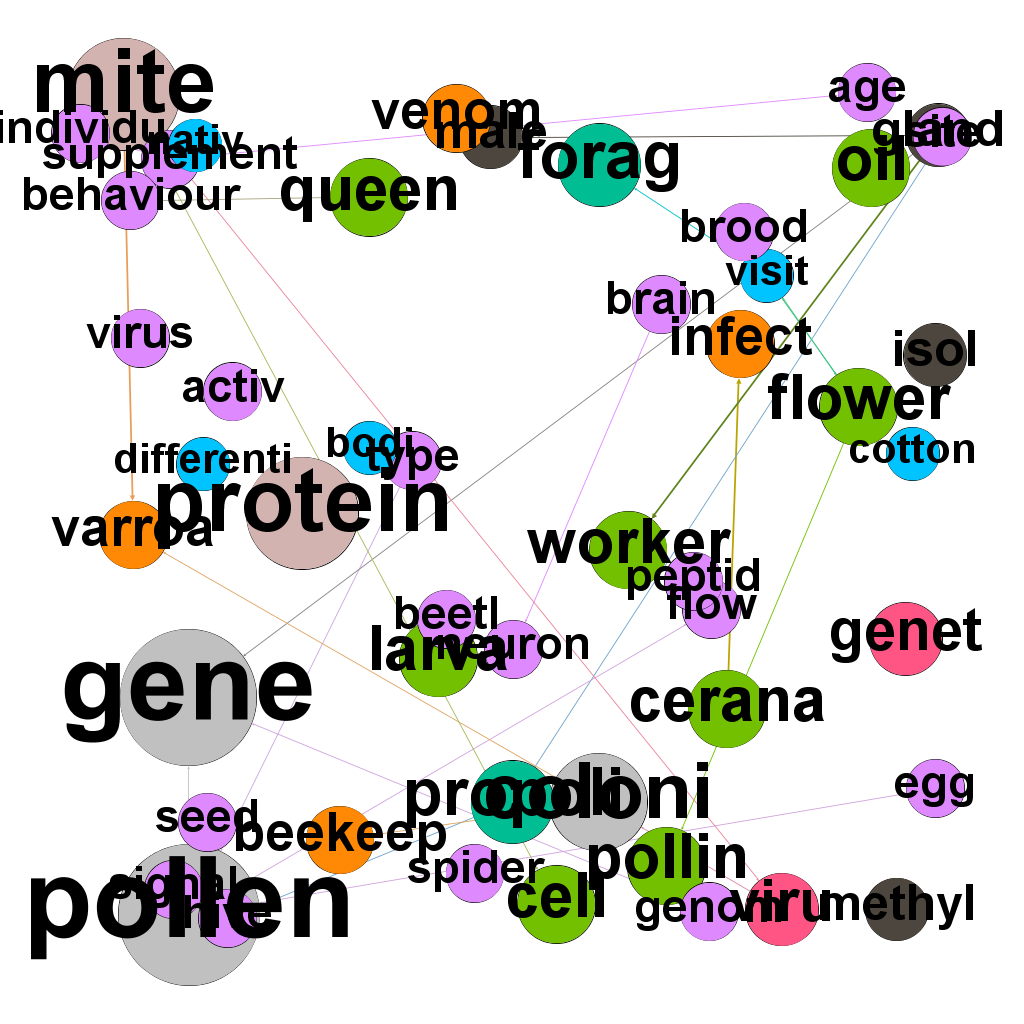 mite
venom
age
individu
male
gland
site
nativ
supplement
forag
oil
behaviour
queen
brood
visit
brain
virus
infect
isol
activ
flower
bodi
type
differenti
cotton
protein
varroa
worker
peptid
flow
beetl
larva
neuron
genet
gene
cerana
propoli
coloni
egg
seed
beekeep
pollin
spider
signal
cell
pollen
hive
genom
viru
methyl